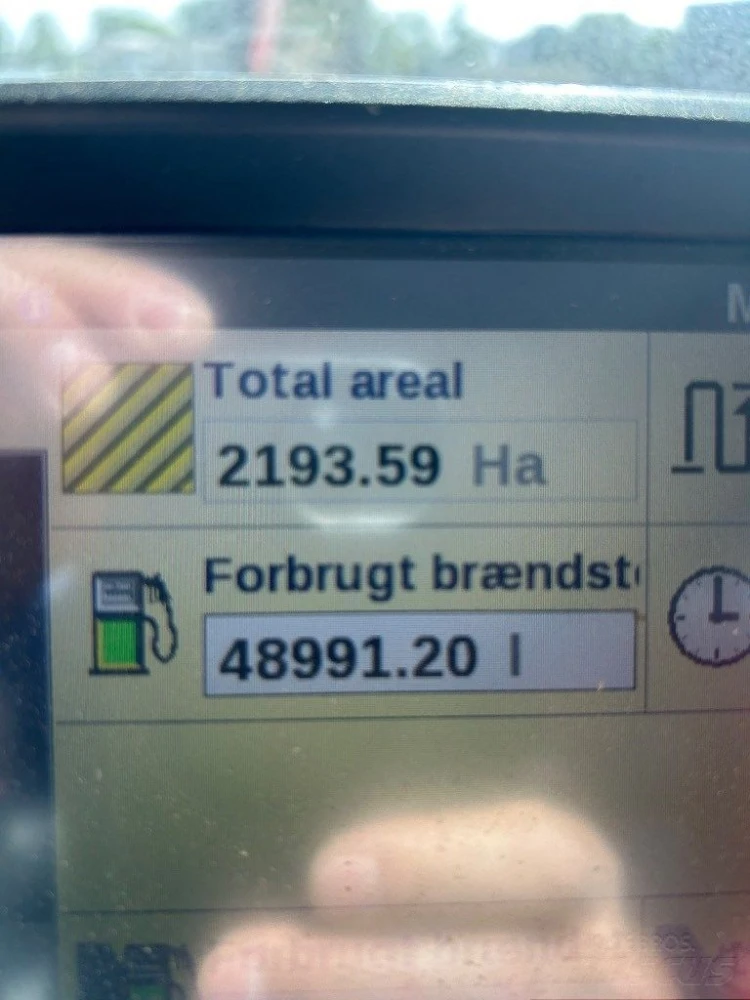 M
Total areal
2193.59 Ha
Forbrugt brændst
48991.20 l